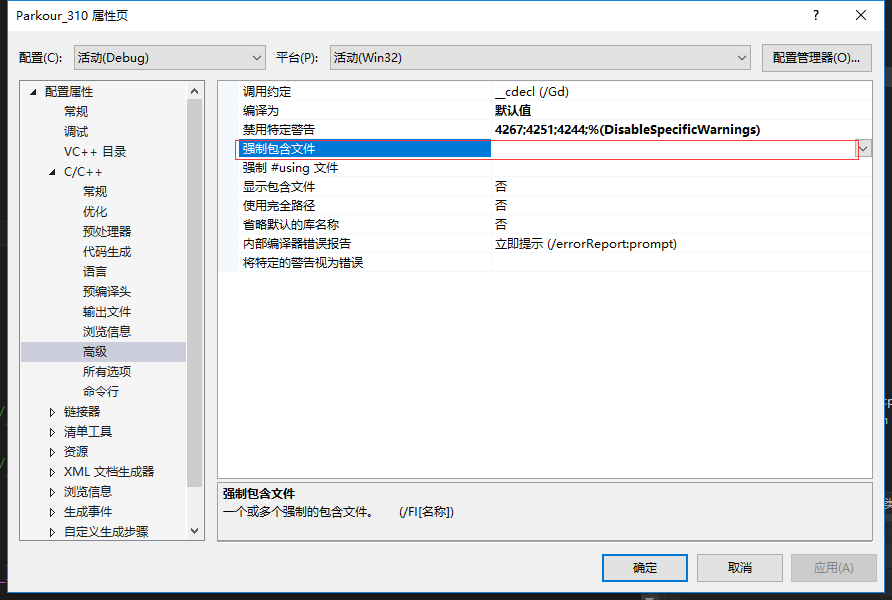 Parkour_310 属性页
配置(C): 活动(Debug) 平台(P): 活动(Win32) 配置管理器(O)...
配置属性
常规
调试
VC++ 目录
C/C++
常规
优化
预处理器
代码生成
语言
预编译头
输出文件
浏览信息
高级
所有选项
命令行
链接器
清单工具
资源
XML 文档生成器
浏览信息
生成事件
自定义生成步骤
调用约定 __cdecl (/Gd)
编译为 默认值
禁用特定警告 4267;4251;4244;%(DisableSpecificWarnings)
强制包含文件
强制 #using 文件
显示包含文件 否
使用完全路径 否
省略默认的库名称 否
内部编译器错误报告 立即提示 (/errorReport:prompt)
将特定的警告视为错误
强制包含文件
一个或多个强制的包含文件。 (/FI[名称])
确定 取消 应用(A)